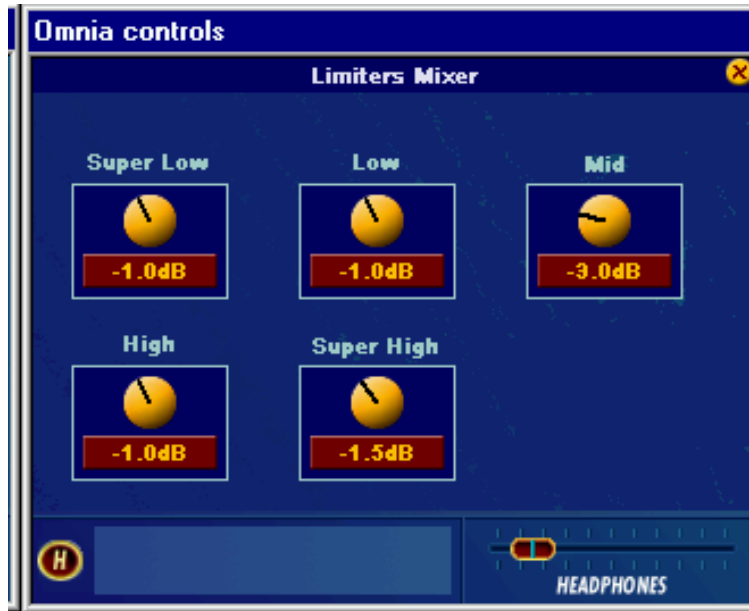 Omnia controls
Limiters Mixer
Super Low
Low
Mid
-1.0dB
-1.0dB
-3.0dB
High
Super High
-1.0dB
-1.5dB
H
HEADPHONES